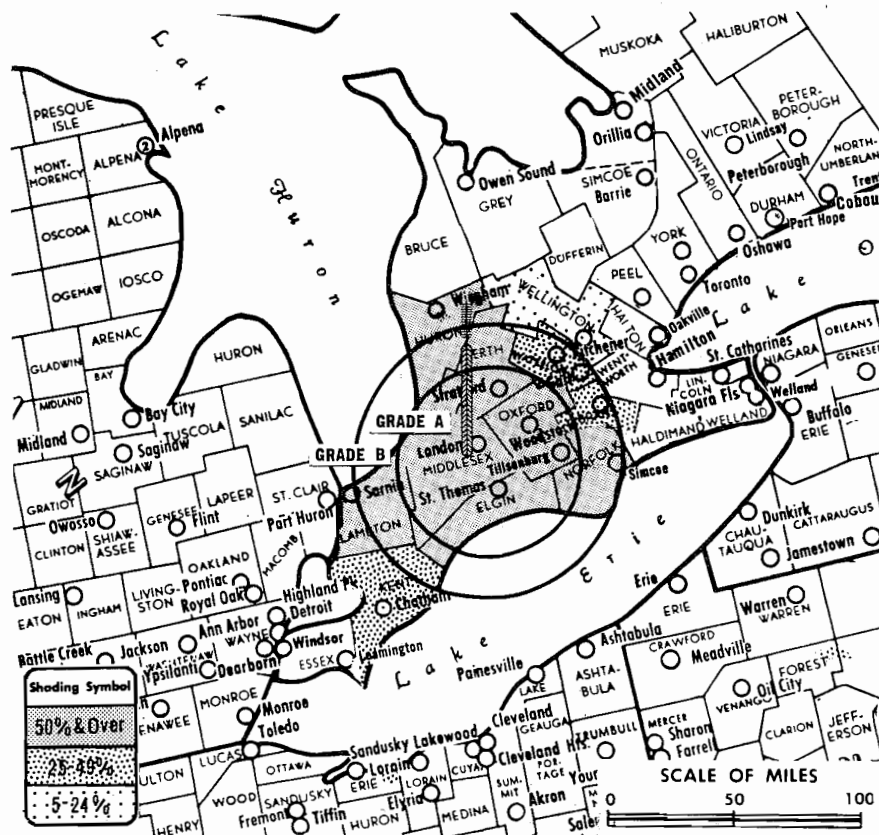 Lake
Huron
PRESQUE
ISLE
MONT-
MORENCY
ALPENA
2
Alpena
OSCODA
ALCONA
OGEMAW
IOSCO
ARENAC
GLADWIN
BAY
MIDLAND
Midland
Bay City
Saginaw
SAGINAW
TUSCOLA
HURON
SANILAC
GRATIOT
N
Owosso
CLINTON
SHIAW-
ASSEE
GENESEE
Flint
LAPEER
ST. CLAIR
Port Huron
Sarnia
LAMBTON
MACOMB
OAKLAND
Pontiac
Royal Oak
LIVING-
STON
Lansing
EATON
INGHAM
Highland Pk.
Detroit
Ann Arbor
WAYNE
Windsor
Battle Creek
Jackson
WASHTENAW
Ypsilanti
Dearborn
ESSEX
Leamington
KENT
Chatham
MONROE
Monroe
Toledo
LUCAS
MUSKOKA
HALIBURTON
Midland
Orillia
VICTORIA
Lindsay
PETER-
BOROUGH
Peterborough
NORTH-
UMBERLAND
ONTARIO
DURHAM
Cobou
Port Hope
Oshawa
SIMCOE
Barrie
Owen Sound
GREY
BRUCE
DUFFERIN
YORK
PEEL
Toronto
Lake
WELLINGTON
HALTON
Oakville
Hamilton
WENT-
WORTH
Kitchener
Wingham
HURON
PERTH
Stratford
OXFORD
Woodstock
London
MIDDLESEX
Tillsonburg
St. Thomas
ELGIN
NORFOLK
Simcoe
GRADE A
GRADE B
St. Catharines
LIN-
COLN
Niagara Fls
Welland
HALDIMAND
WELLAND
NIAGARA
ORLEANS
GENESEE
Buffalo
ERIE
Dunkirk
CHAU-
TAUQUA
CATTARAUGUS
Jamestown
Lake
Erie
Erie
ERIE
Warren
WARREN
CRAWFORD
Meadville
Ashtabula
ASHTA-
BULA
Painesville
LAKE
GEAUGA
TRUMBULL
MERCER
Sharon
Farrell
VENANGO
Oil City
FOREST
CLARION
JEFF-
ERSON
Cleveland
Cleveland Hts.
Lakewood
CUYA
Sandusky
Lorain
LORAIN
Elyria
ERIE
HURON
MEDINA
SUM-
MIT
Akron
POR-
TAGE
OTTAWA
WOOD
SANDUSKY
Fremont
Tiffin
HENRY
Shading Symbol
50% & Over
25-49%
5-24%
SCALE OF MILES
0 50 100